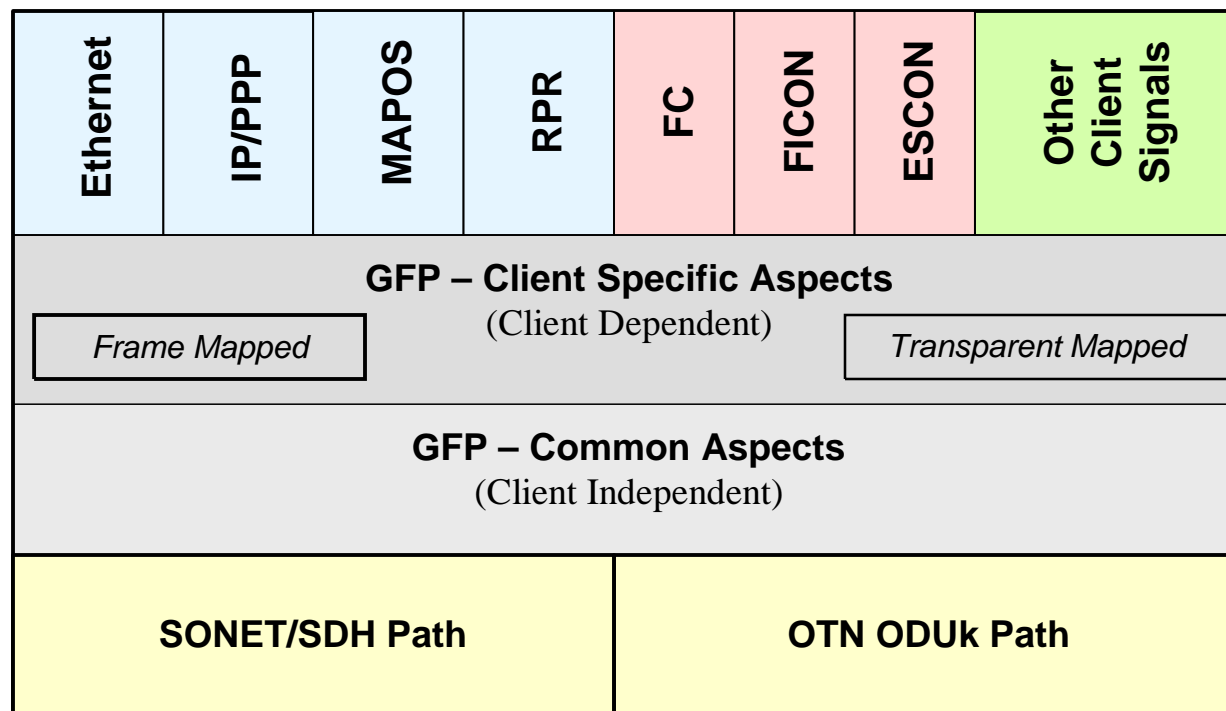 Ethernet
IP/PPP
MAPOS
RPR
FC
FICON
ESCON
Other
Client
Signals
GFP – Client Specific Aspects
(Client Dependent)
Frame Mapped
Transparent Mapped
GFP – Common Aspects
(Client Independent)
SONET/SDH Path
OTN ODUk Path